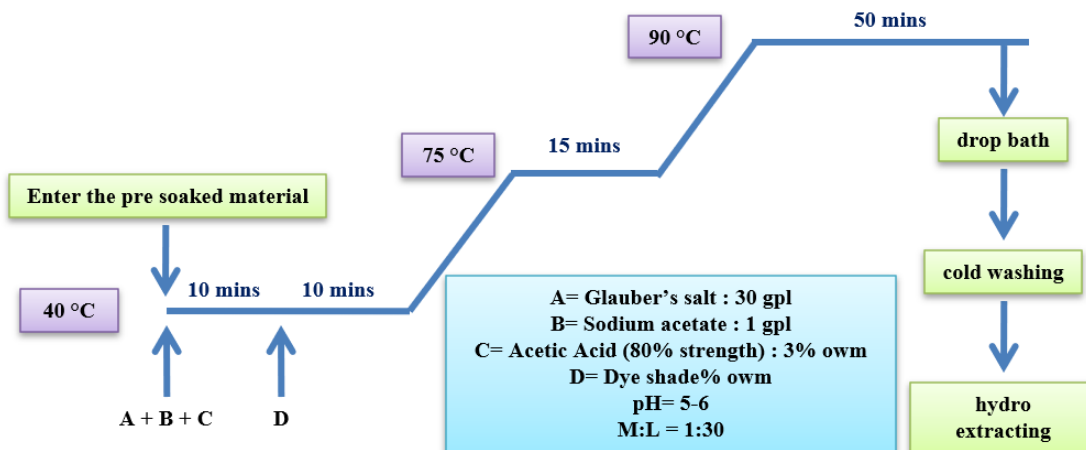 90 °C
50 mins
75 °C
15 mins
drop bath
Enter the pre soaked material
10 mins
10 mins
40 °C
cold washing
A= Glauber’s salt : 30 gpl
B= Sodium acetate : 1 gpl
C= Acetic Acid (80% strength) : 3% owm
D= Dye shade% owm
pH= 5-6
M:L = 1:30
A + B + C
D
hydro
extracting